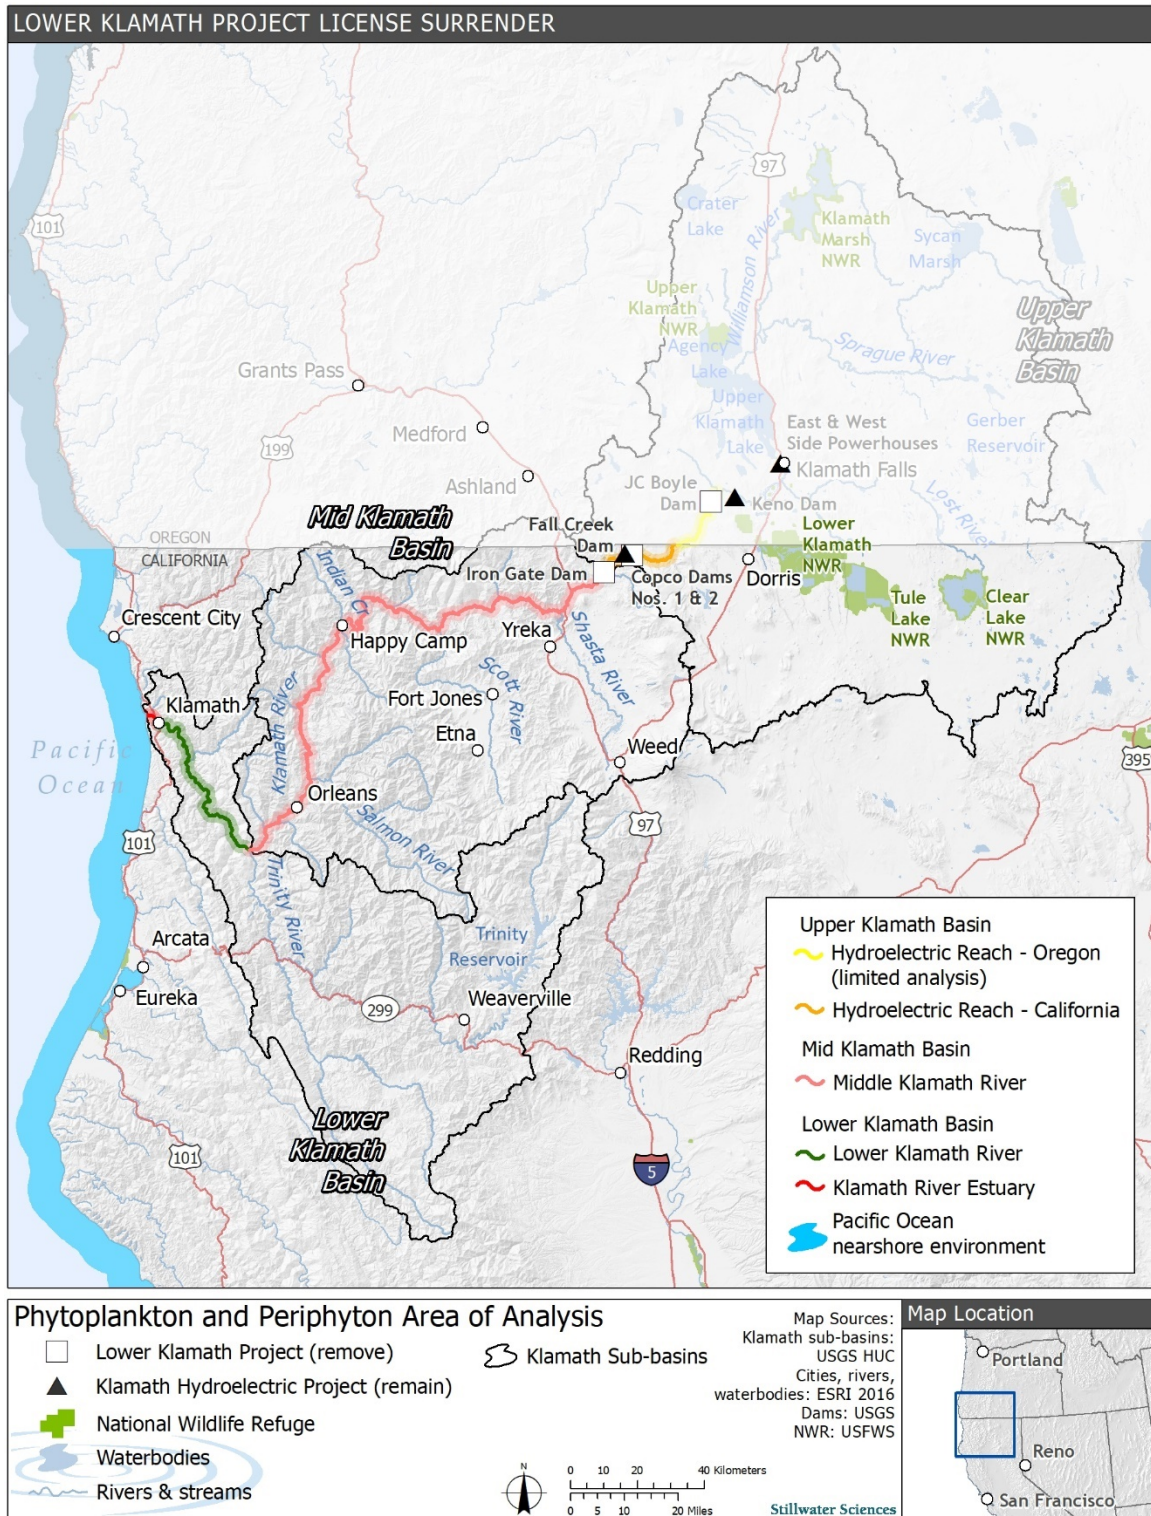 LOWER KLAMATH PROJECT LICENSE SURRENDER
97
101
Crater
Lake
Klamath
Marsh
NWR
Sycan
Marsh
Williamson River
Upper
Klamath
NWR
Upper
Klamath
Basin
Agency
Lake
Sprague River
Grants Pass
Upper
Klamath
Lake
East & West
Side Powerhouses
Gerber
Reservoir
199
Medford
Klamath Falls
JC Boyle
Dam
Keno Dam
Ashland
Lost River
Mid Klamath
Basin
Fall Creek
Dam
Lower
Klamath
NWR
OREGON
CALIFORNIA
Indian Cr
Iron Gate Dam
Copco Dams
Nos. 1 & 2
Dorris
Tule
Lake
NWR
Clear
Lake
NWR
Crescent City
Happy Camp
Yreka
Shasta River
Scott River
Klamath
Fort Jones
Klamath River
Etna
Weed
Pacific
Ocean
395
Orleans
Salmon River
97
101
Trinity River
Trinity
Reservoir
Arcata
Eureka
Weaverville
299
Redding
Lower
Klamath
Basin
101
5
Upper Klamath Basin
Hydroelectric Reach - Oregon
(limited analysis)
Hydroelectric Reach - California
Mid Klamath Basin
Middle Klamath River
Lower Klamath Basin
Lower Klamath River
Klamath River Estuary
Pacific Ocean
nearshore environment
Phytoplankton and Periphyton Area of Analysis
Lower Klamath Project (remove)
Klamath Hydroelectric Project (remain)
National Wildlife Refuge
Waterbodies
Rivers & streams
Klamath Sub-basins
N
0 10 20 40 Kilometers
0 5 10 20 Miles
Map Sources:
Klamath sub-basins:
USGS HUC
Cities, rivers,
waterbodies: ESRI 2016
Dams: USGS
NWR: USFWS
Stillwater Sciences
Map Location
Portland
Reno
San Francisco